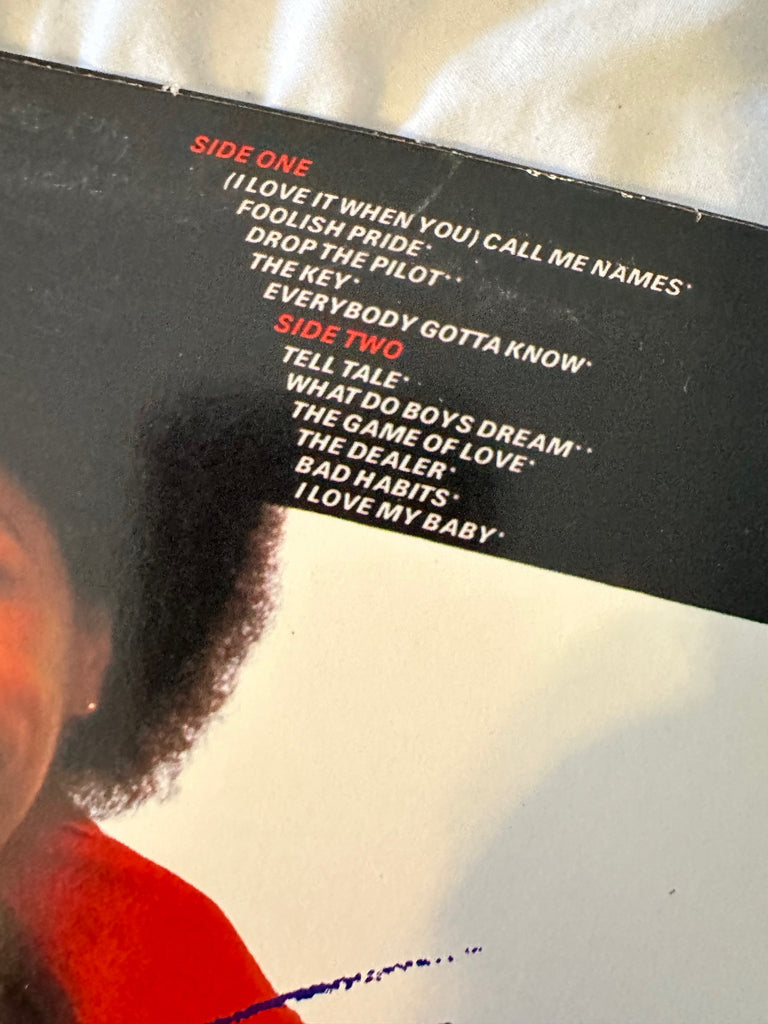 SIDE ONE
(I LOVE IT WHEN YOU) CALL ME NAMES*
FOOLISH PRIDE*
DROP THE PILOT**
THE KEY*
EVERYBODY GOTTA KNOW*
SIDE TWO
TELL TALE*
WHAT DO BOYS DREAM**
THE GAME OF LOVE*
THE DEALER*
BAD HABITS*
I LOVE MY BABY*